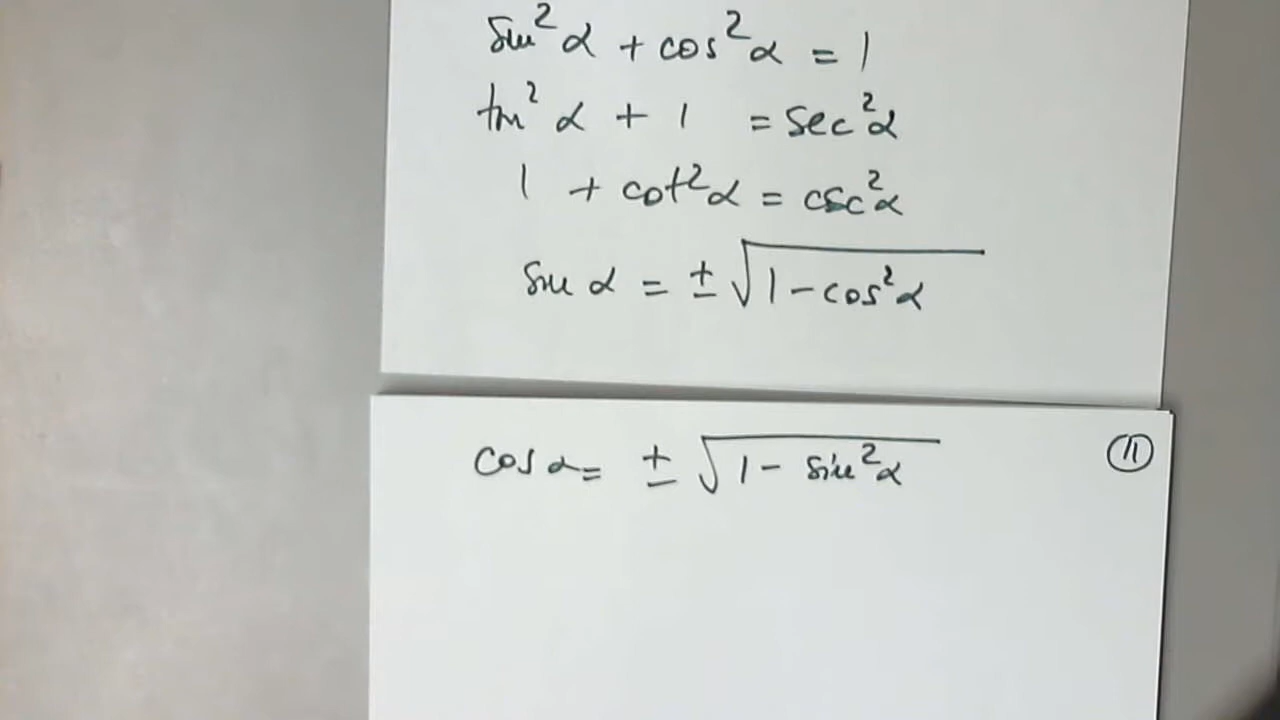 sin²α + cos²α = 1
tan²α + 1 = sec²α
1 + cot²α = csc²α
sin α = ± √(1 - cos²α)
cos α = ± √(1 - sin²α)
11